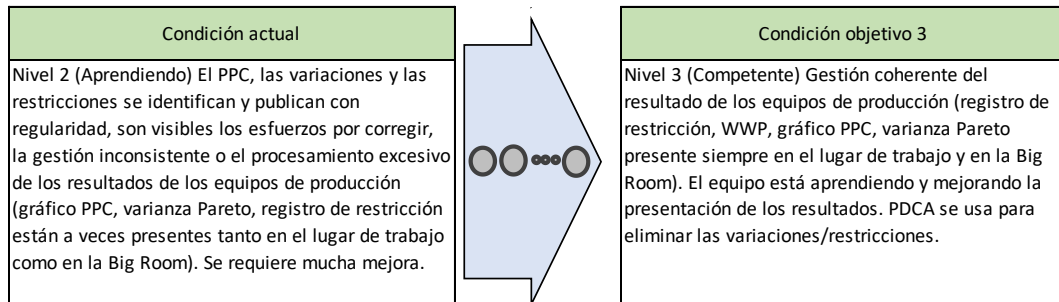 Condición actual
Nivel 2 (Aprendiendo) El PPC, las variaciones y las
restricciones se identifican y publican con
regularidad, son visibles los esfuerzos por corregir,
la gestión inconsistente o el procesamiento excesivo
de los resultados de los equipos de producción
(gráfico PPC, varianza Pareto, registro de restricción
están a veces presentes tanto en el lugar de trabajo
como en la Big Room). Se requiere mucha mejora.
Condición objetivo 3
Nivel 3 (Competente) Gestión coherente del
resultado de los equipos de producción (registro de
restricción, WWP, gráfico PPC, varianza Pareto
presente siempre en el lugar de trabajo y en la Big
Room). El equipo está aprendiendo y mejorando la
presentación de los resultados. PDCA se usa para
eliminar las variaciones/restricciones.